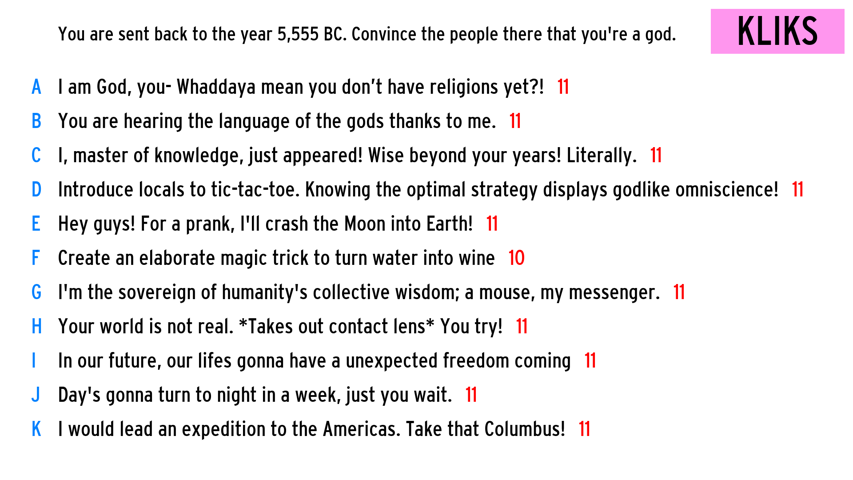 You are sent back to the year 5,555 BC. Convince the people there that you're a god.
KLIKS
A I am God, you- Whaddaya mean you don’t have religions yet?! 11
B You are hearing the language of the gods thanks to me. 11
C I, master of knowledge, just appeared! Wise beyond your years! Literally. 11
D Introduce locals to tic-tac-toe. Knowing the optimal strategy displays godlike omniscience! 11
E Hey guys! For a prank, I'll crash the Moon into Earth! 11
F Create an elaborate magic trick to turn water into wine 10
G I'm the sovereign of humanity's collective wisdom; a mouse, my messenger. 11
H Your world is not real. *Takes out contact lens* You try! 11
I In our future, our lifes gonna have a unexpected freedom coming 11
J Day's gonna turn to night in a week, just you wait. 11
K I would lead an expedition to the Americas. Take that Columbus! 11